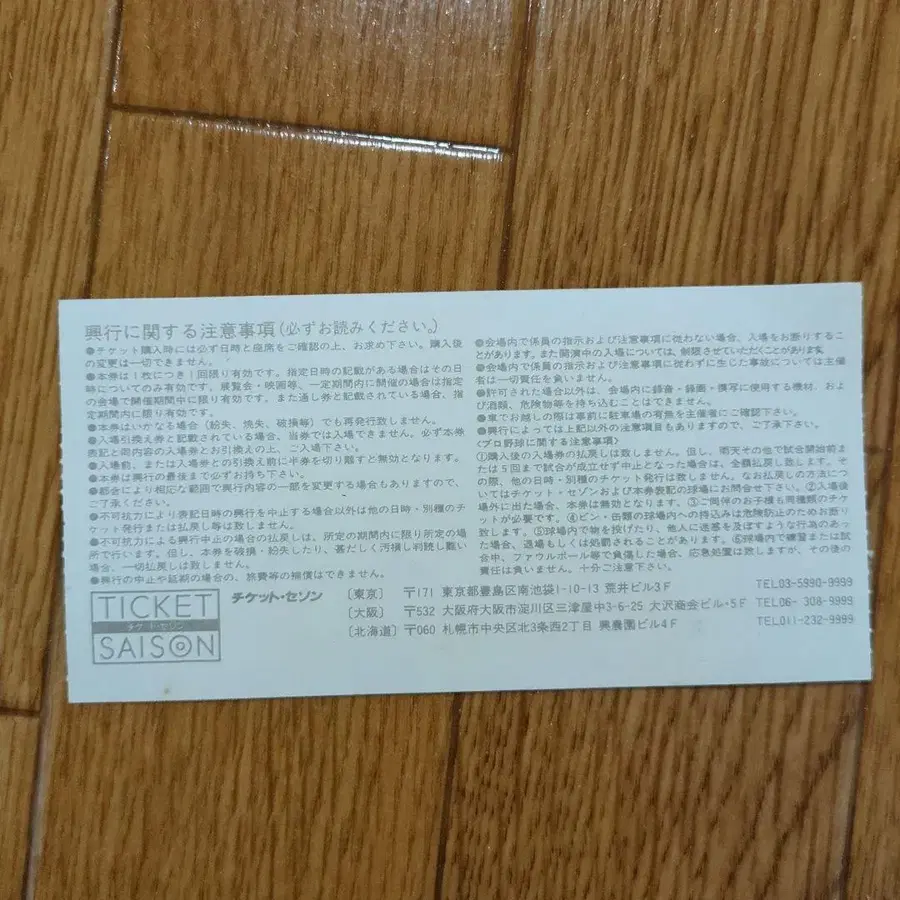 興行に関する注意事項(必ずお読みください。)
●チケット購入時には必ず日時と座席をご確認の上、お求め下さい。購入後
の変更は一切できません。
●本券は1枚につき1回限り有効です。指定日時の記載がある場合はその日
時についてのみ有効です。展覧会・映画等、一定期間内に開催の場合は指定
の会場で開催期間中に限り有効です。また通し券と記載されている場合、指
定期間内に限り有効です。
●本券はいかなる場合(紛失、焼失、破損等)でも再発行致しません。
●入場引換え券と記載されている場合、当券では入場できません。必ず本券
表記と同内容の入場券とお引換えの上、ご入場下さい。
●入場前、または入場券との引換え前に半券を切り離すと無効となります。
●本券は興行の最後まで必ずお持ち下さい。
●都合により相応な範囲で興行内容の一部を変更する場合もありますので、
ご了承ください。
●不可抗力により表記日時の興行を中止する場合以外は他の日時・別種のチ
ケット発行または払戻し等は致しません。
●不可抗力による興行中止の場合の払戻しは、所定の期間内に限り所定の場
所で行います。但し、本券を破損・紛失したり、甚だしく汚損し判読し難い
場合、一切払戻しは致しません。
●興行の中止や延期の場合の、旅費等の補償はできません。
●会場内で係員の指示および注意事項に従わない場合、入場をお断りするこ
とがあります。また開演中の入場については、制限させていただくことがあります。
●会場内で係員の指示および注意事項に従わずに生じた事故については主催
者は一切責任を負いません。
●許可された場合以外は、会場内に録音・録画・撮写に使用する機材、およ
び酒類、危険物等を持ち込むことはできません。
●車でお越しの際は事前に駐車場の有無を主催者にご確認下さい。
●興行によっては上記以外の注意項目もありますので、ご了承下さい。
<プロ野球に関する注意事項>
①購入後の入場券の払戻しは致しません。但し、雨天その他で試合開始前ま
たは5回まで試合が成立せず中止となった場合は、全額払戻し致します。そ
の際、他の日時・別種のチケット発行は致しません。なお払戻しの方法につ
いてはチケット・セゾンおよび本券表記の球場にお問合せ下さい。②入場後
場外に出た場合、本券は無効となります。③ご同伴のお子様も同種類のチケ
ットが必要です。④ビン・缶類の球場内への持込みは危険防止のためお断り
致します。⑤球場内で物を投げたり、他人に迷惑を及ぼすような行為のあっ
た場合、退場もしくは処罰されることがあります。⑥球場内で練習または試
合中、ファウルボール等で負傷した場合、応急処置は致しますが、その後の
責任は負いません。十分ご注意下さい。
TICKET
チケット・セゾン
SAISON
チケット・セゾン
〔東京〕 〒171 東京都豊島区南池袋1-10-13 荒井ビル3F TEL03-5990-9999
〔大阪〕 〒532 大阪府大阪市淀川区三津屋中3-6-25 大沢商会ビル・5F TEL06- 308-9999
〔北海道〕 〒060 札幌市中央区北3条西2丁目 興農園ビル4F TEL011-232-9999